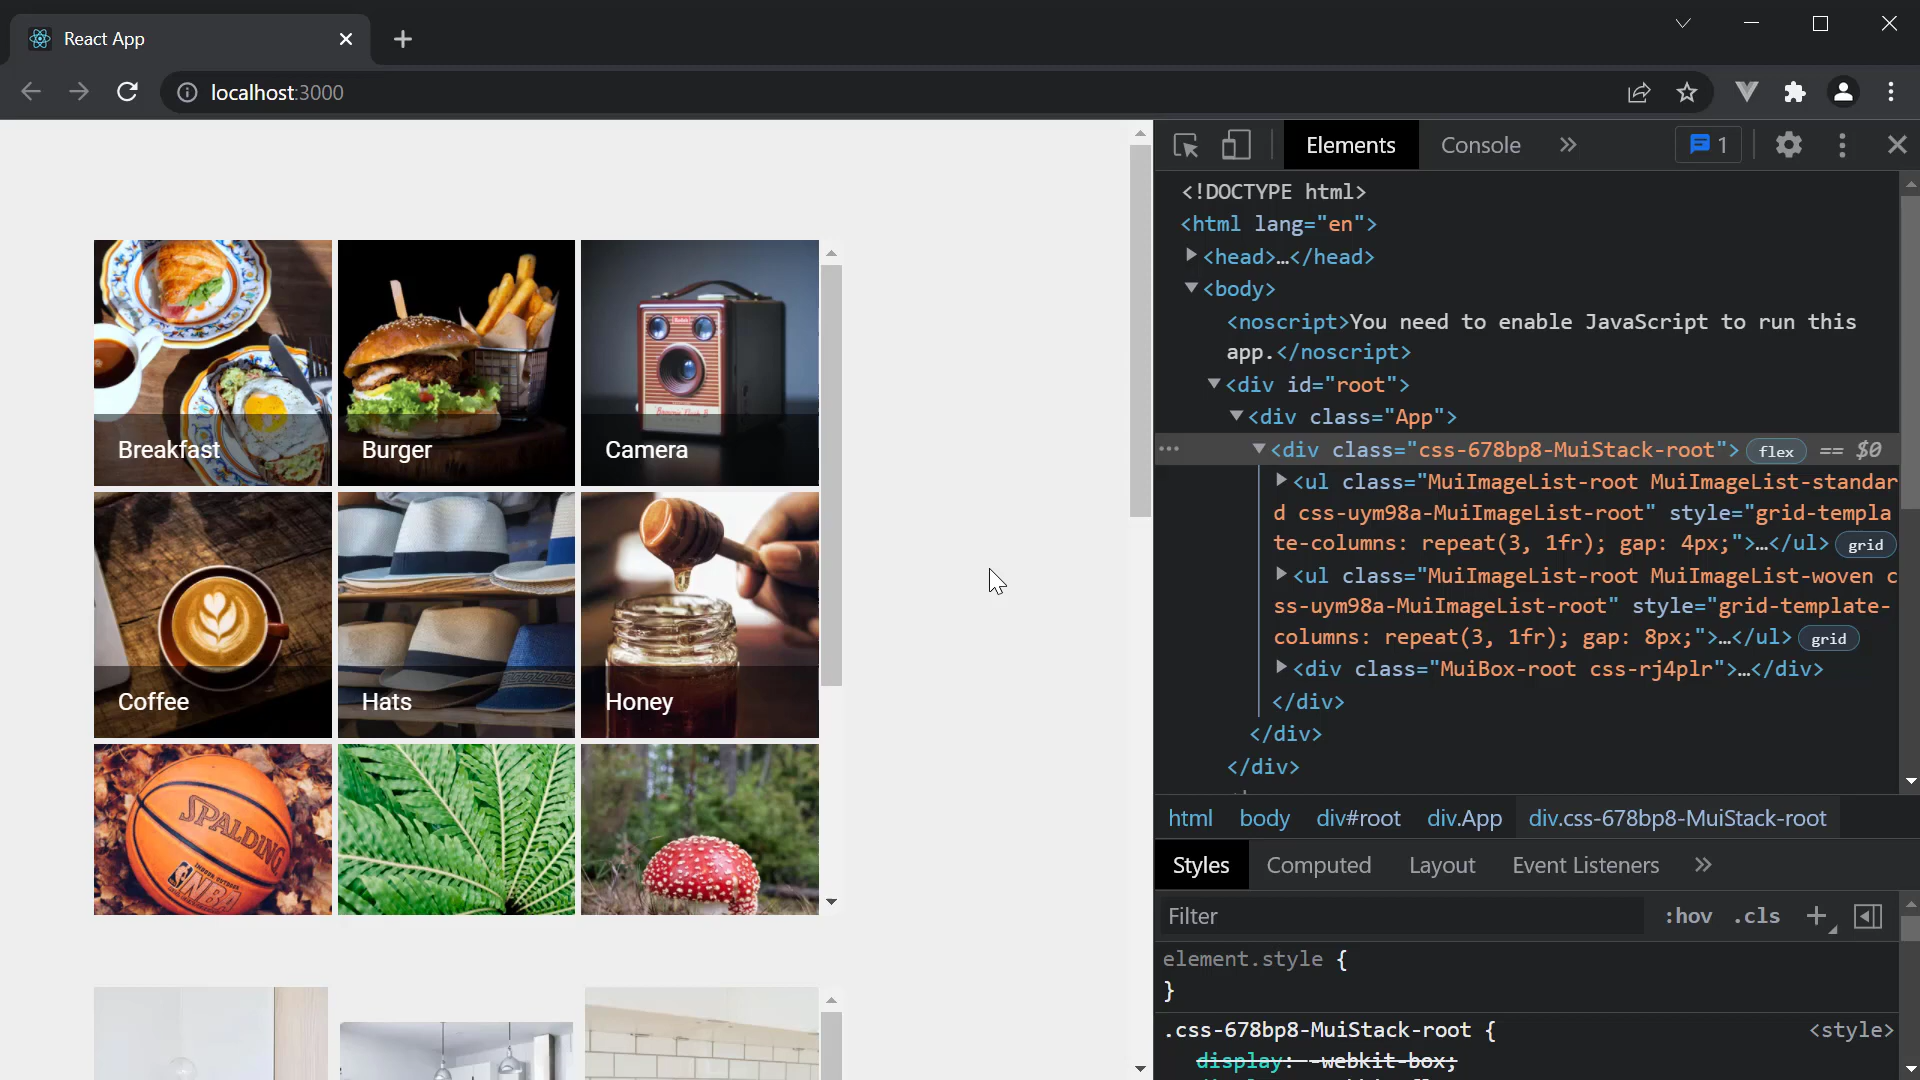 React App
localhost:3000
Elements
Console
1
<!DOCTYPE html>
<html lang="en">
<head>…</head>
<body>
<noscript>You need to enable JavaScript to run this
app.</noscript>
<div id="root">
<div class="App">
<div class="css-678bp8-MuiStack-root"> flex == $0
<ul class="MuiImageList-root MuiImageList-standar
d css-uym98a-MuiImageList-root" style="grid-templa
te-columns: repeat(3, 1fr); gap: 4px;">…</ul> grid
<ul class="MuiImageList-root MuiImageList-woven c
ss-uym98a-MuiImageList-root" style="grid-template-
columns: repeat(3, 1fr); gap: 8px;">…</ul> grid
<div class="MuiBox-root css-rj4plr">…</div>
</div>
</div>
</div>
html body div#root div.App div.css-678bp8-MuiStack-root
Styles Computed Layout Event Listeners
Filter :hov .cls
element.style {
}
.css-678bp8-MuiStack-root { <style>
display: -webkit-box;
Breakfast
Burger
Camera
Coffee
Hats
Honey
SPALDING
NBA